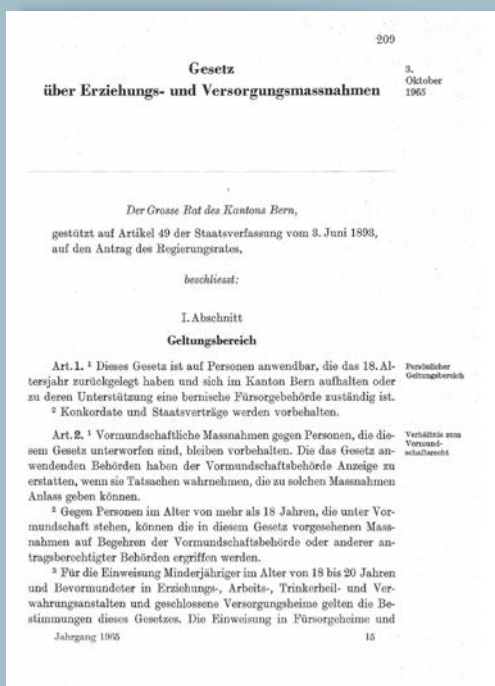 209
Gesetz
über Erziehungs- und Versorgungsmassnahmen
3.
Oktober
1965
Der Grosse Rat des Kantons Bern,
gestützt auf Artikel 49 der Staatsverfassung vom 3. Juni 1893,
auf den Antrag des Regierungsrates,
beschliesst:
I. Abschnitt
Geltungsbereich
Art. 1. ¹ Dieses Gesetz ist auf Personen anwendbar, die das 18. Al-
tersjahr zurückgelegt haben und sich im Kanton Bern aufhalten oder
zu deren Unterstützung eine bernische Fürsorgebehörde zuständig ist.
Persönlicher
Geltungsbereich
² Konkordate und Staatsverträge werden vorbehalten.
Art. 2. ¹ Vormundschaftliche Massnahmen gegen Personen, die die-
sem Gesetz unterworfen sind, bleiben vorbehalten. Die das Gesetz an-
wendenden Behörden haben der Vormundschaftsbehörde Anzeige zu
erstatten, wenn sie Tatsachen wahrnehmen, die zu solchen Massnahmen
Anlass geben können.
Verhältnis zum
Vormund-
schaftsrecht
² Gegen Personen im Alter von mehr als 18 Jahren, die unter Vor-
mundschaft stehen, können die in diesem Gesetz vorgesehenen Mass-
nahmen auf Begehren der Vormundschaftsbehörde oder anderer an-
tragsberechtigter Behörden ergriffen werden.
³ Für die Einweisung Minderjähriger im Alter von 18 bis 20 Jahren
und Bevormundeter in Erziehungs-, Arbeits-, Trinkerheil- und Ver-
wahrungsanstalten und geschlossene Versorgungsheime gelten die Be-
stimmungen dieses Gesetzes. Die Einweisung in Fürsorgeheime und
Jahrgang 1965
15